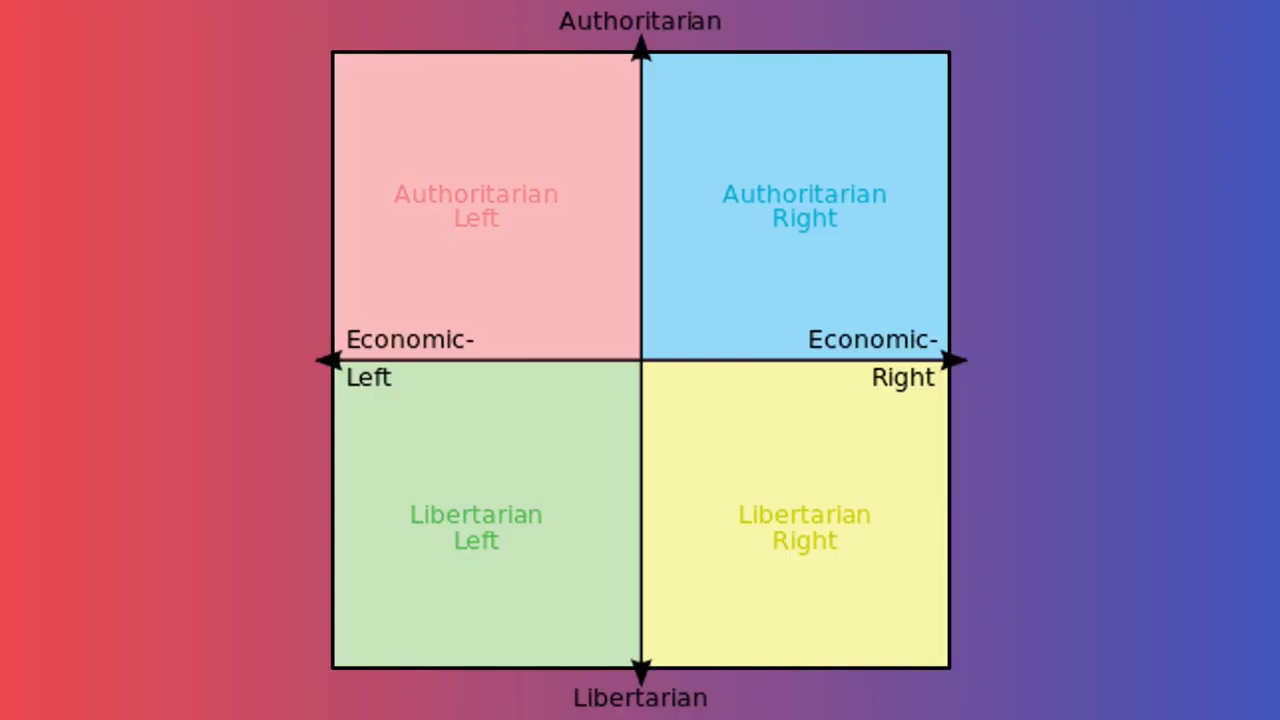 Authoritarian
Authoritarian
Left
Authoritarian
Right
Economic-
Left
Economic-
Right
Libertarian
Left
Libertarian
Right
Libertarian